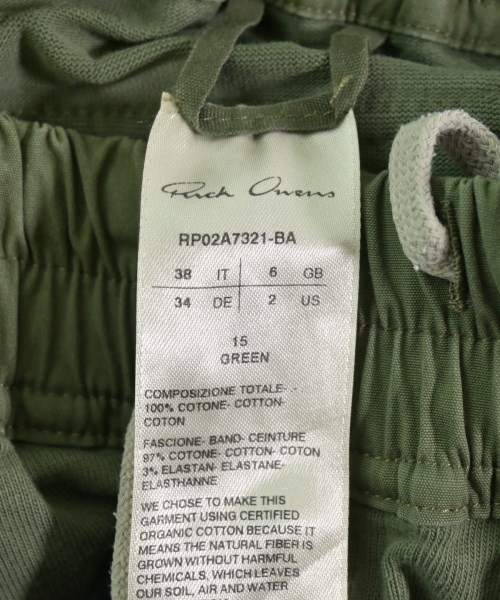 Rick Owens
RP02A7321-BA
38 IT 6 GB
34 DE 2 US
15
GREEN
COMPOSIZIONE TOTALE- -
100% COTONE- COTTON-
COTON
FASCIONE- BAND- CEINTURE
97% COTONE- COTTON- COTON
3% ELASTAN- ELASTANE-
ELASTHANNE
WE CHOSE TO MAKE THIS
GARMENT USING CERTIFIED
ORGANIC COTTON BECAUSE IT
MEANS THE NATURAL FIBER IS
GROWN WITHOUT HARMFUL
CHEMICALS, WHICH LEAVES
OUR SOIL, AIR AND WATER